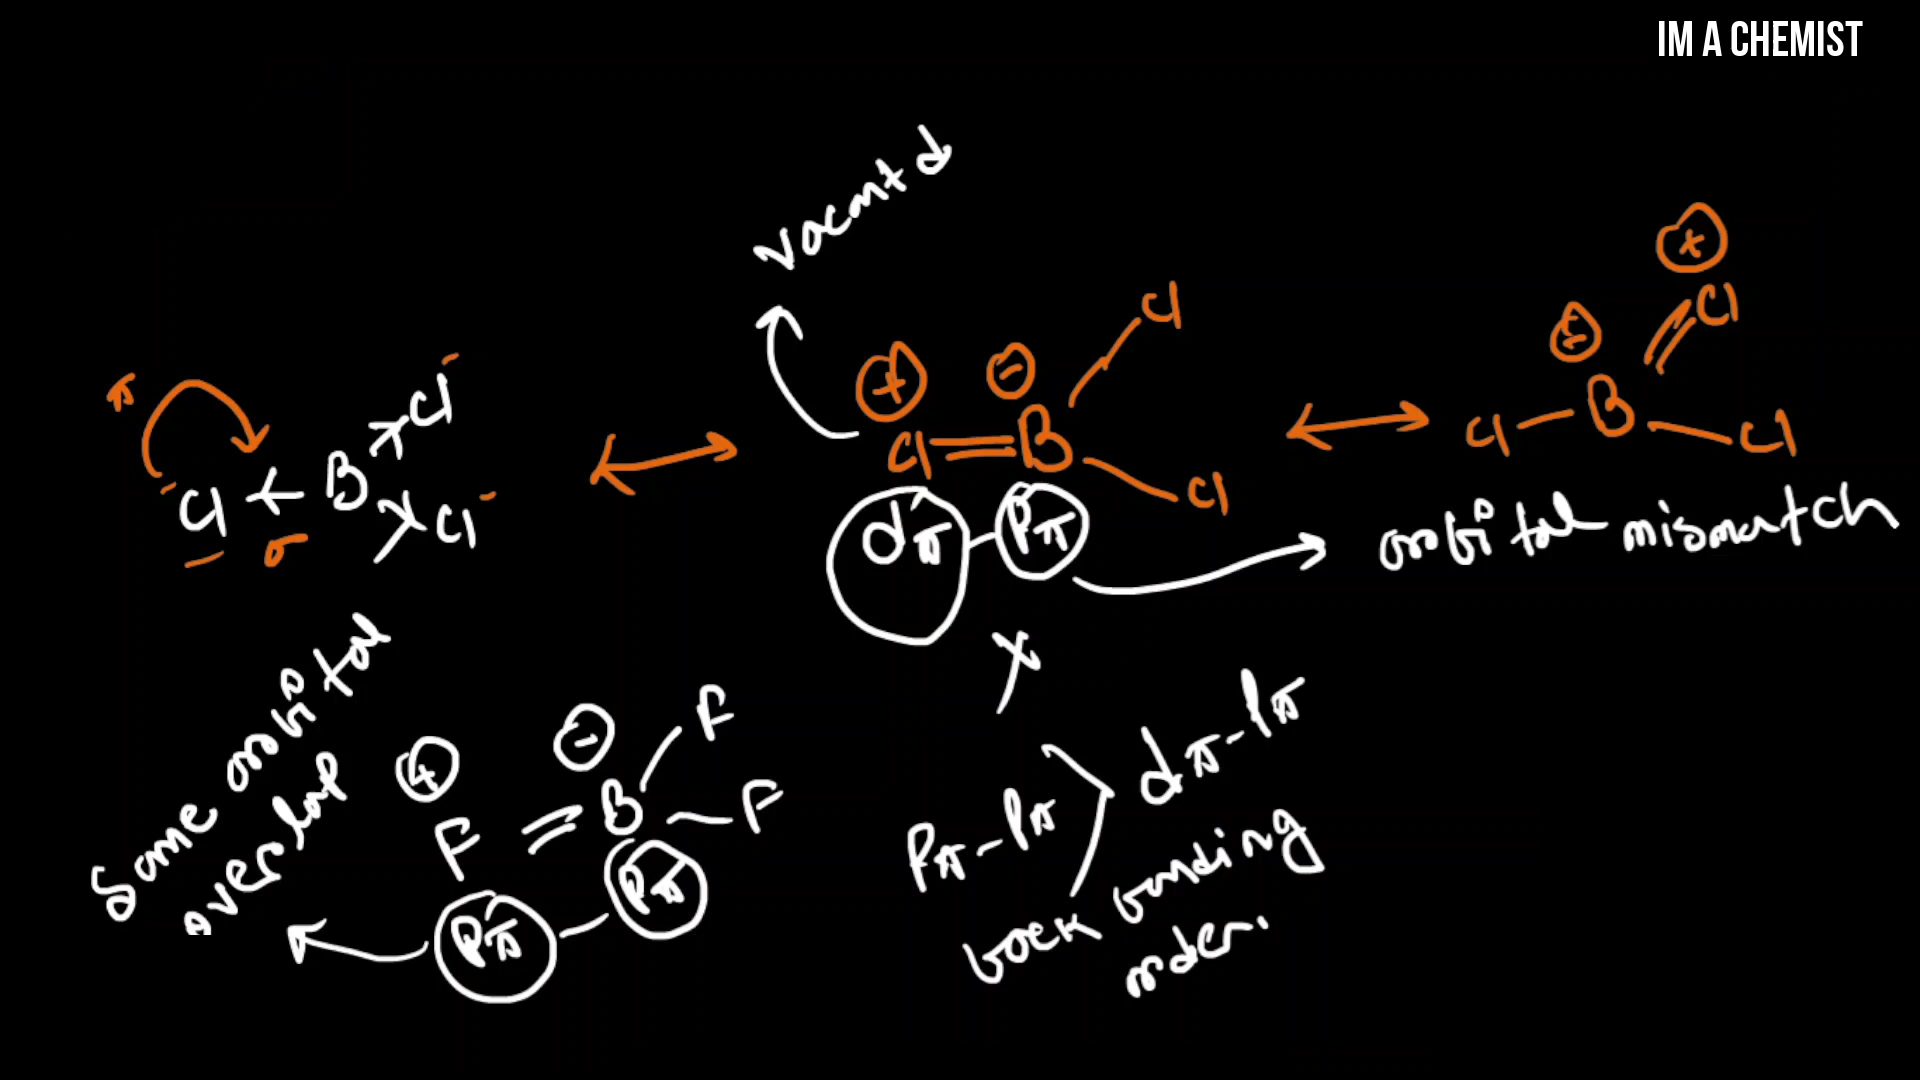 IM A CHEMIST
vacant d
π
Cl ← B
Cl⁻
Cl⁻
σ
⊕ ⊖
Cl = B
Cl
Cl
dπ - Pπ
⊕
⊖
Cl
Cl - B - Cl
orbital mismatch
x
same orbital
overlap
⊕ ⊖
F = B
F
F
Pπ - Pπ
Pπ-Pπ > dπ-Pπ
back bonding
order.